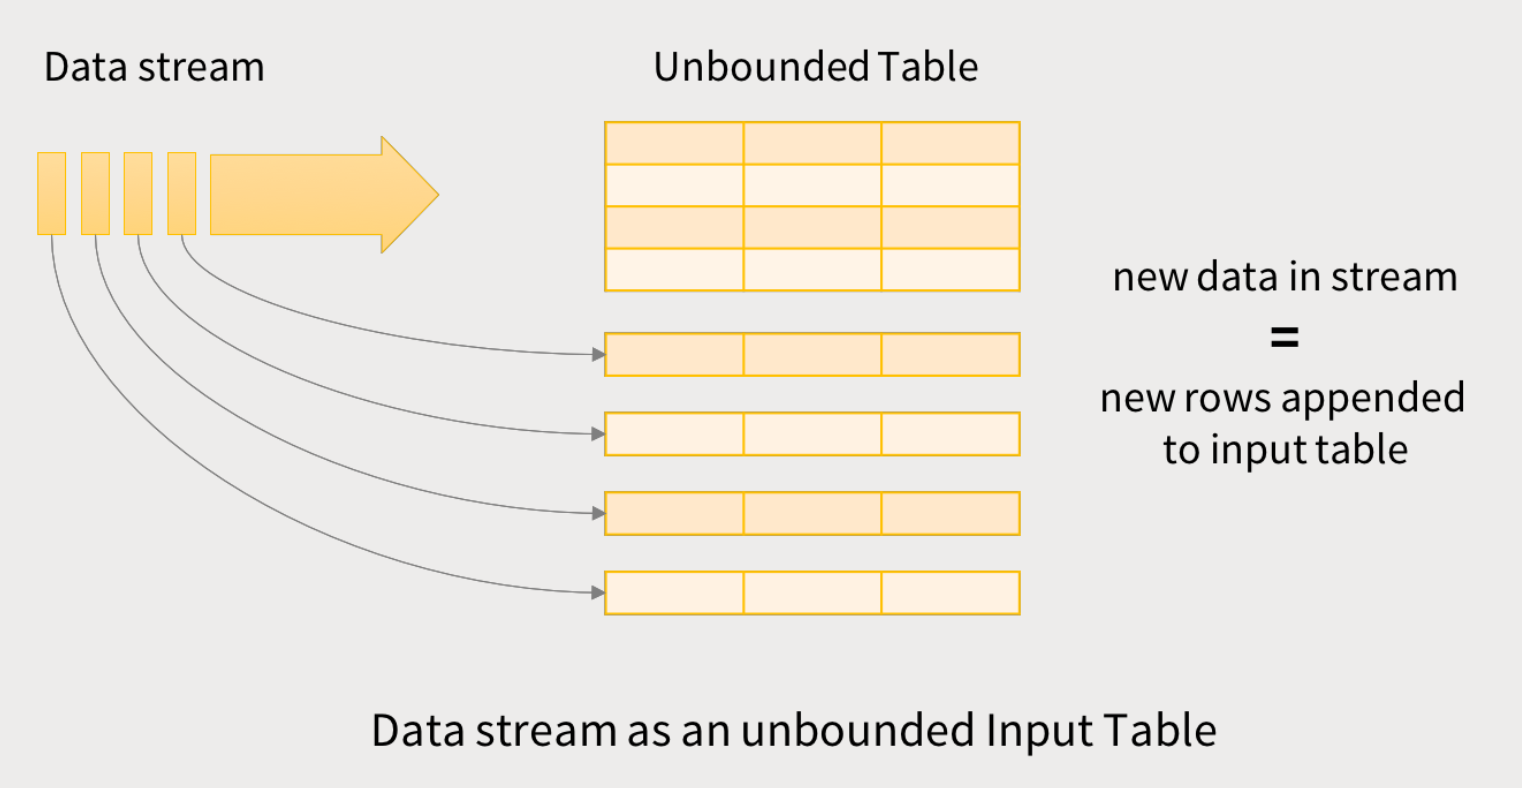 Data stream
Unbounded Table
new data in stream
=
new rows appended
to input table
Data stream as an unbounded Input Table